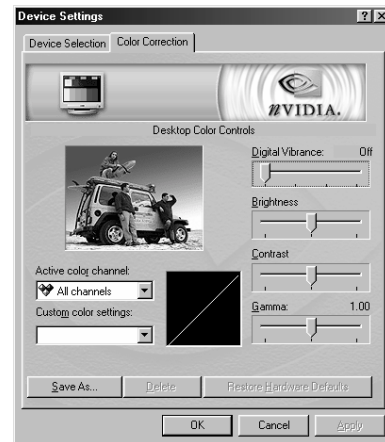 Device Settings
Device Selection
Color Correction
nVIDIA.
Desktop Color Controls
Digital Vibrance: Off
Brightness
Contrast
Active color channel:
All channels
Gamma: 1.00
Custom color settings:
Save As...
Delete
Restore Hardware Defaults
OK
Cancel
Apply